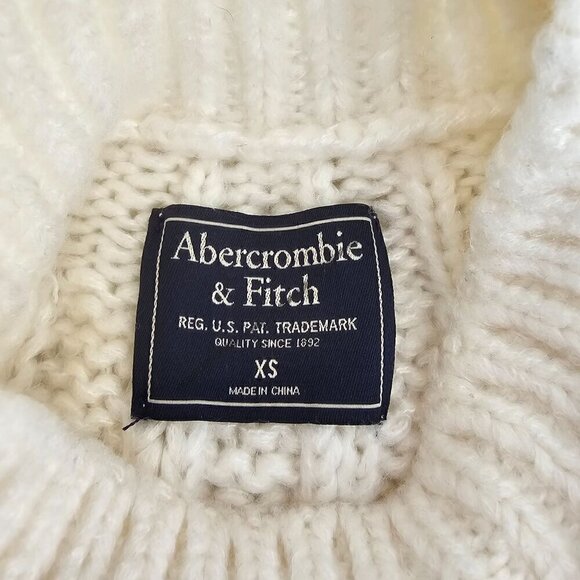 Abercrombie
& Fitch
REG. U.S. PAT. TRADEMARK
QUALITY SINCE 1892
XS
MADE IN CHINA